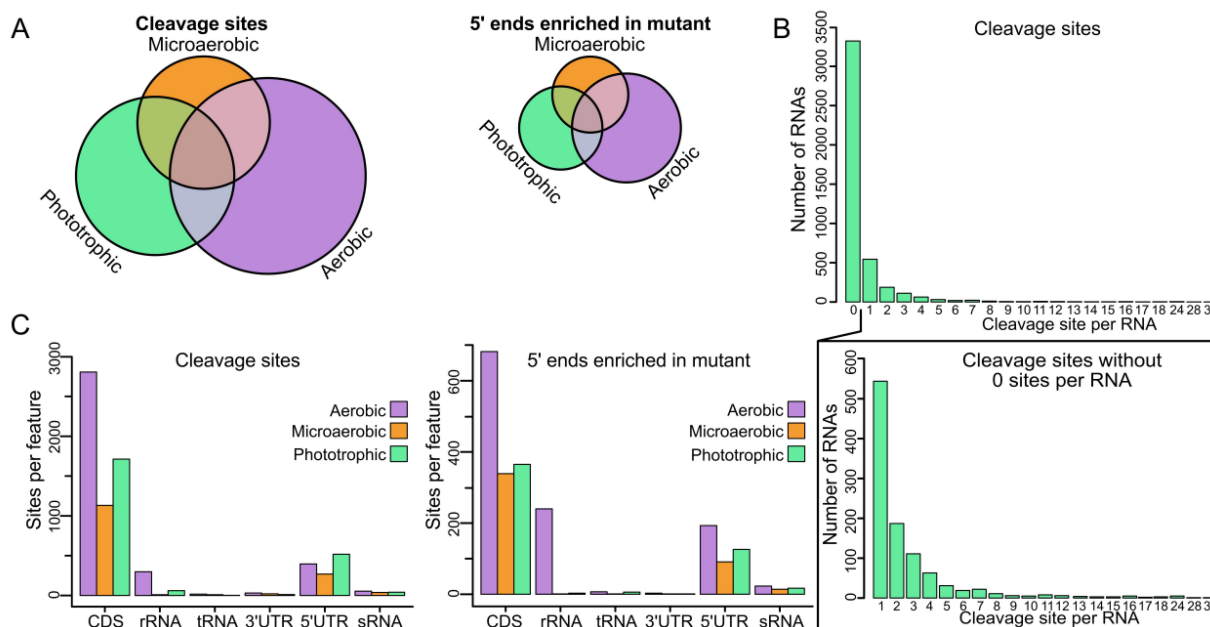 A
Cleavage sites
Microaerobic
Phototrophic
Aerobic
5' ends enriched in mutant
Microaerobic
Phototrophic
Aerobic
B
Cleavage sites
Number of RNAs
3500
3000
2500
2000
1500
1000
500
0
0 1 2 3 4 5 6 7 8 9 10 11 12 13 14 15 16 17 18 24 28 3
Cleavage site per RNA
Cleavage sites without
0 sites per RNA
Number of RNAs
600
500
400
300
200
100
0
1 2 3 4 5 6 7 8 9 10 11 12 13 14 15 16 17 18 24 28 3
Cleavage site per RNA
C
Cleavage sites
Sites per feature
3000
2000
1000
0
Aerobic
Microaerobic
Phototrophic
CDS rRNA tRNA 3'UTR 5'UTR sRNA
5' ends enriched in mutant
Sites per feature
600
400
200
0
Aerobic
Microaerobic
Phototrophic
CDS rRNA tRNA 3'UTR 5'UTR sRNA